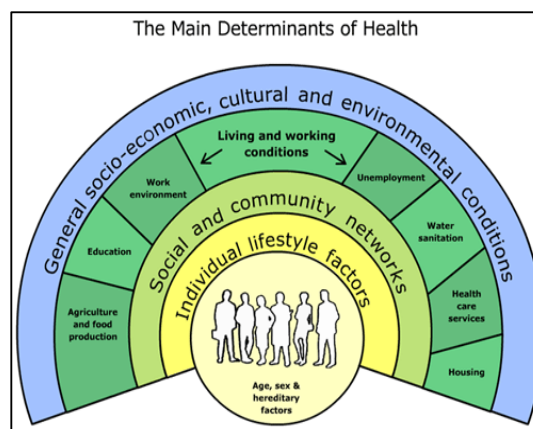 The Main Determinants of Health
General socio-economic, cultural and environmental conditions
Living and working
conditions
Work
environment
Unemployment
Education
Water
sanitation
Agriculture
and food
production
Health
care
services
Housing
Social and community networks
Individual lifestyle factors
Age, sex &
hereditary
factors